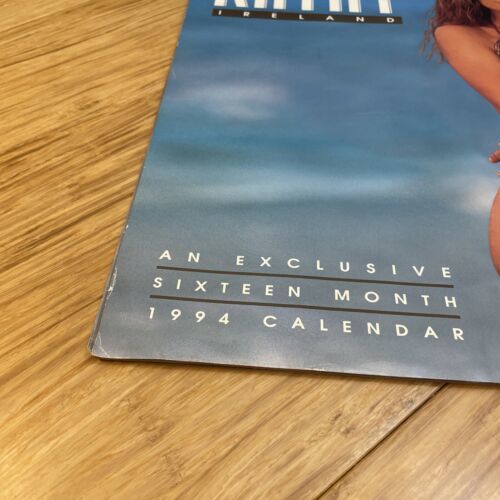 IRELAND
AN EXCLUSIVE
SIXTEEN MONTH
1994 CALENDAR